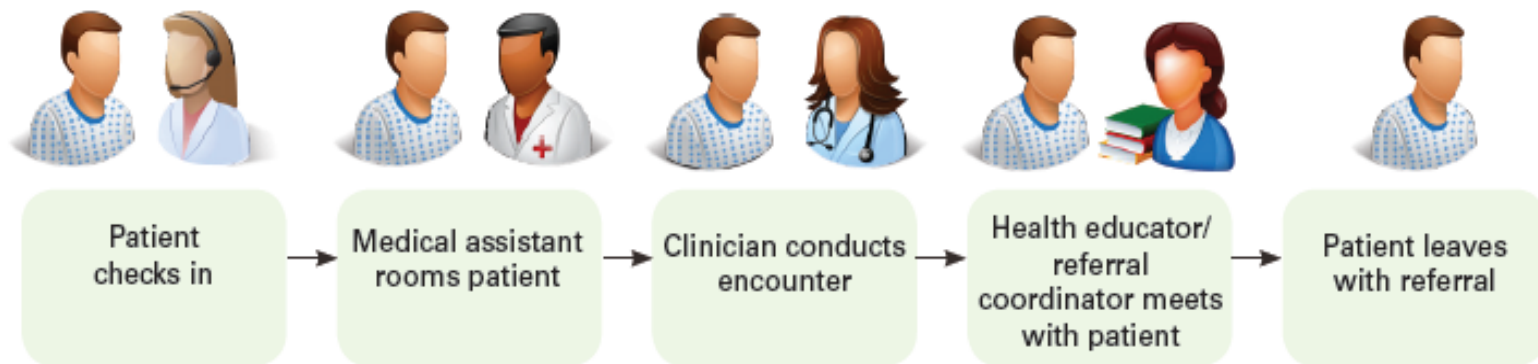 Patient
checks in
Medical assistant
rooms patient
Clinician conducts
encounter
Health educator/
referral
coordinator meets
with patient
Patient leaves
with referral